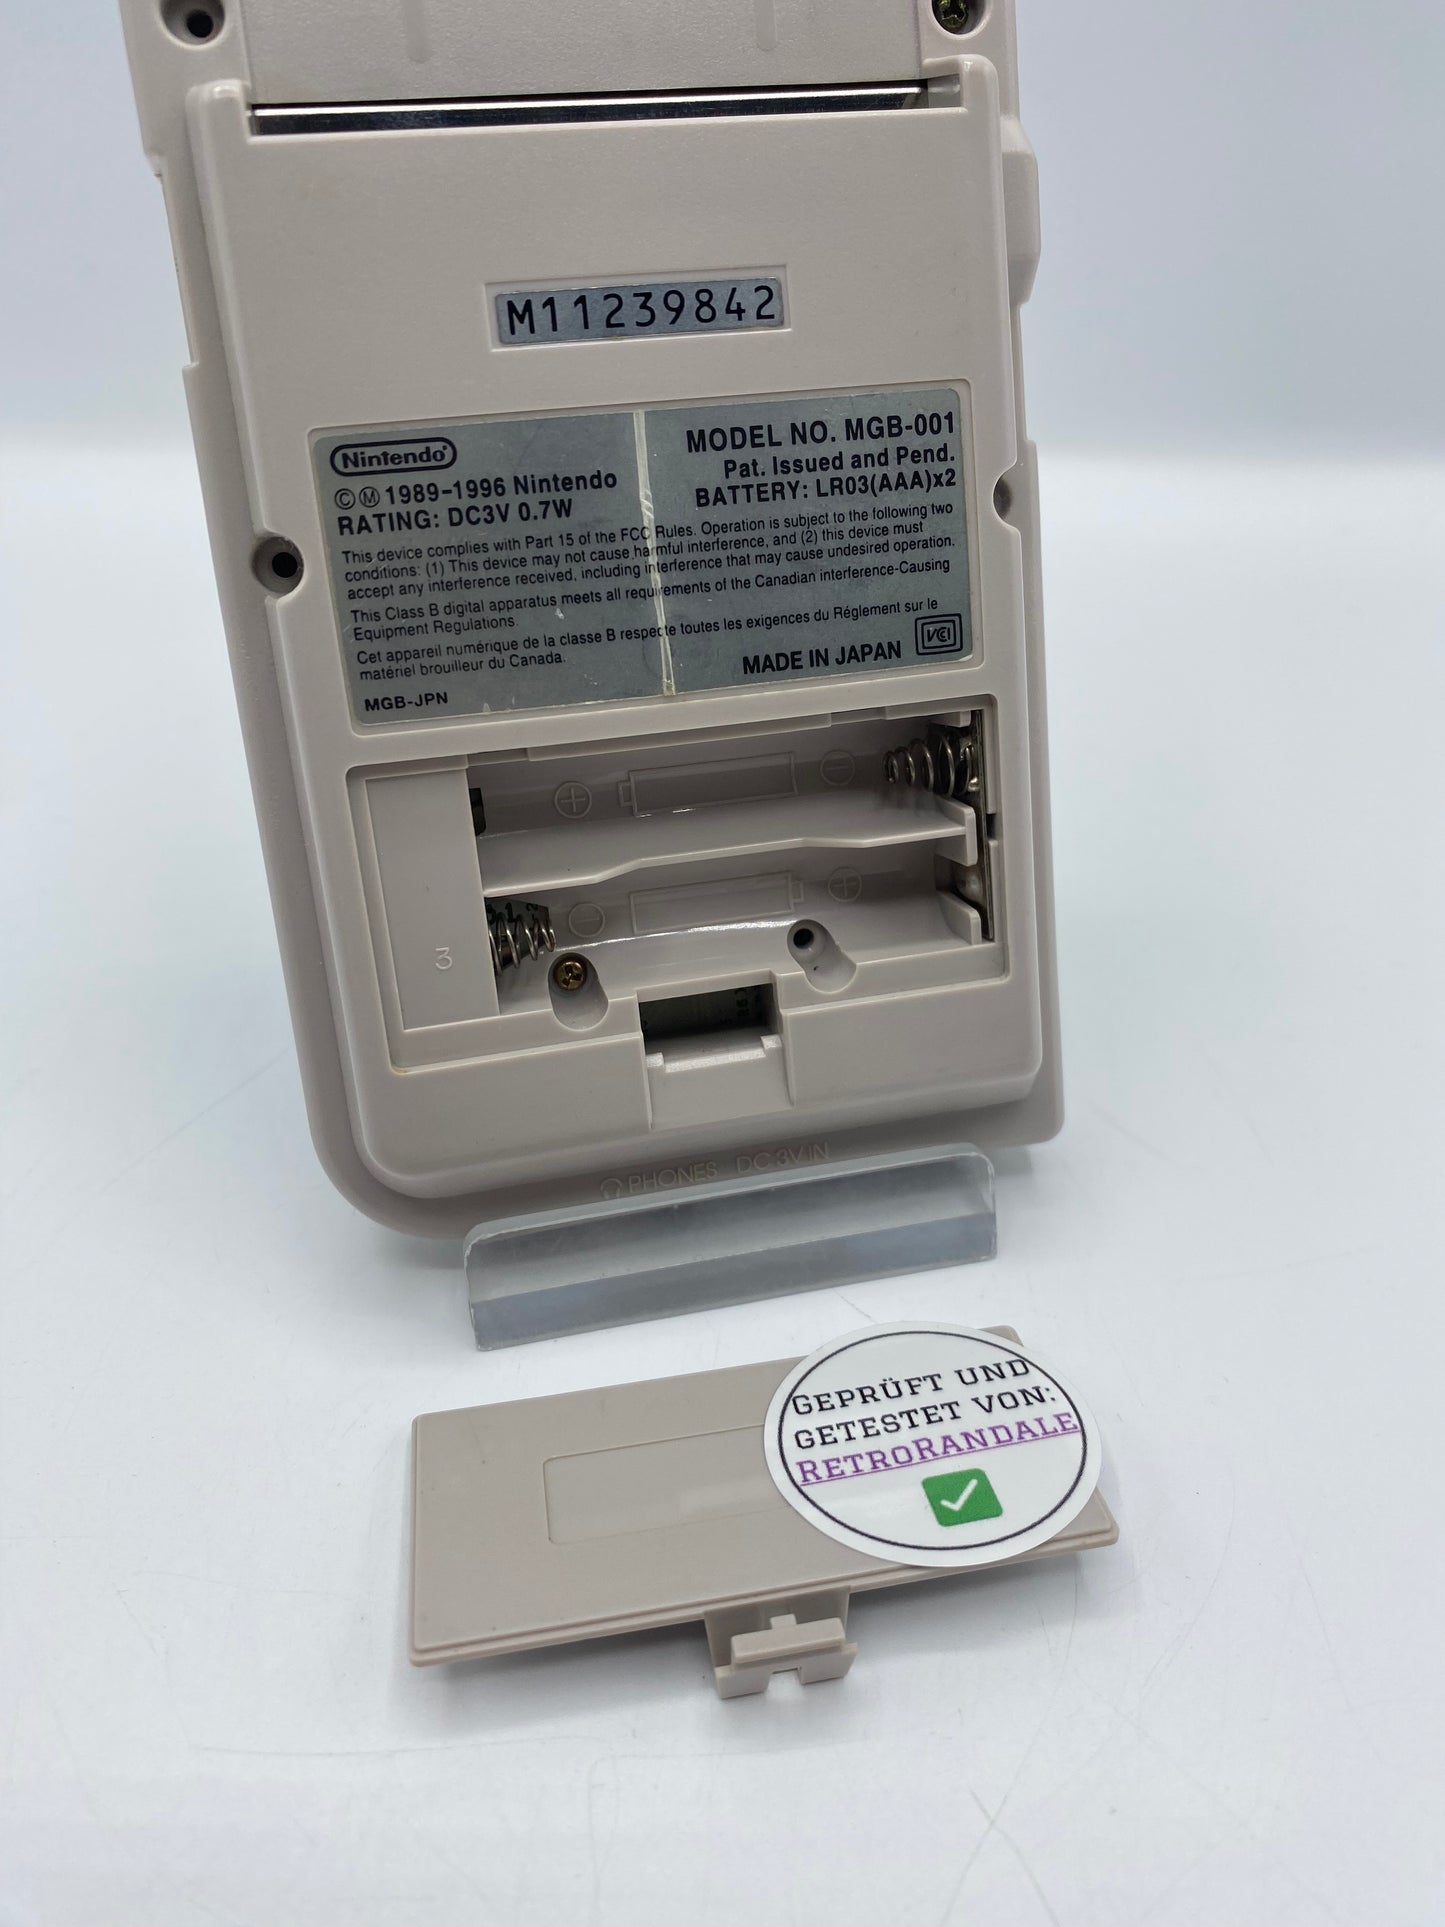 M11239842
Nintendo®
©Ⓜ 1989-1996 Nintendo
RATING: DC3V 0.7W
MODEL NO. MGB-001
Pat. Issued and Pend.
BATTERY: LR03(AAA)x2
This device complies with Part 15 of the FCC Rules. Operation is subject to the following two
conditions: (1) This device may not cause harmful interference, and (2) this device must
accept any interference received, including interference that may cause undesired operation.
This Class B digital apparatus meets all requirements of the Canadian interference-Causing
Equipment Regulations
Cet appareil numérique de la classe B respecte toutes les exigences du Réglement sur le
matériel brouilleur du Canada.
MADE IN JAPAN
VCI
MGB-JPN
+ −
− +
3
PHONES DC 3V IN
GEPRÜFT UND
GETESTET VON:
RETRORANDALE